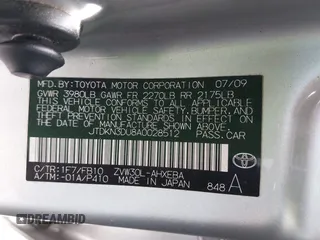 MFD. BY: TOYOTA MOTOR CORPORATION 07/09
GVWR 3980LB GAWR FR 2270LB RR 2175LB
THIS VEHICLE CONFORMS TO ALL APPLICABLE
FEDERAL MOTOR VEHICLE SAFETY, BUMPER,
AND THEFT PREVENTION STANDARDS IN EFFECT
ON THE DATE OF MANUFACTURE SHOWN ABOVE.
JTDKN3DU8A0028512 PASS. CAR
C/TR: 1F7/FB10 ZVW30L-AHXEBA
A/TM: -01A/P410 MADE IN JAPAN 848 A
DREAMBID